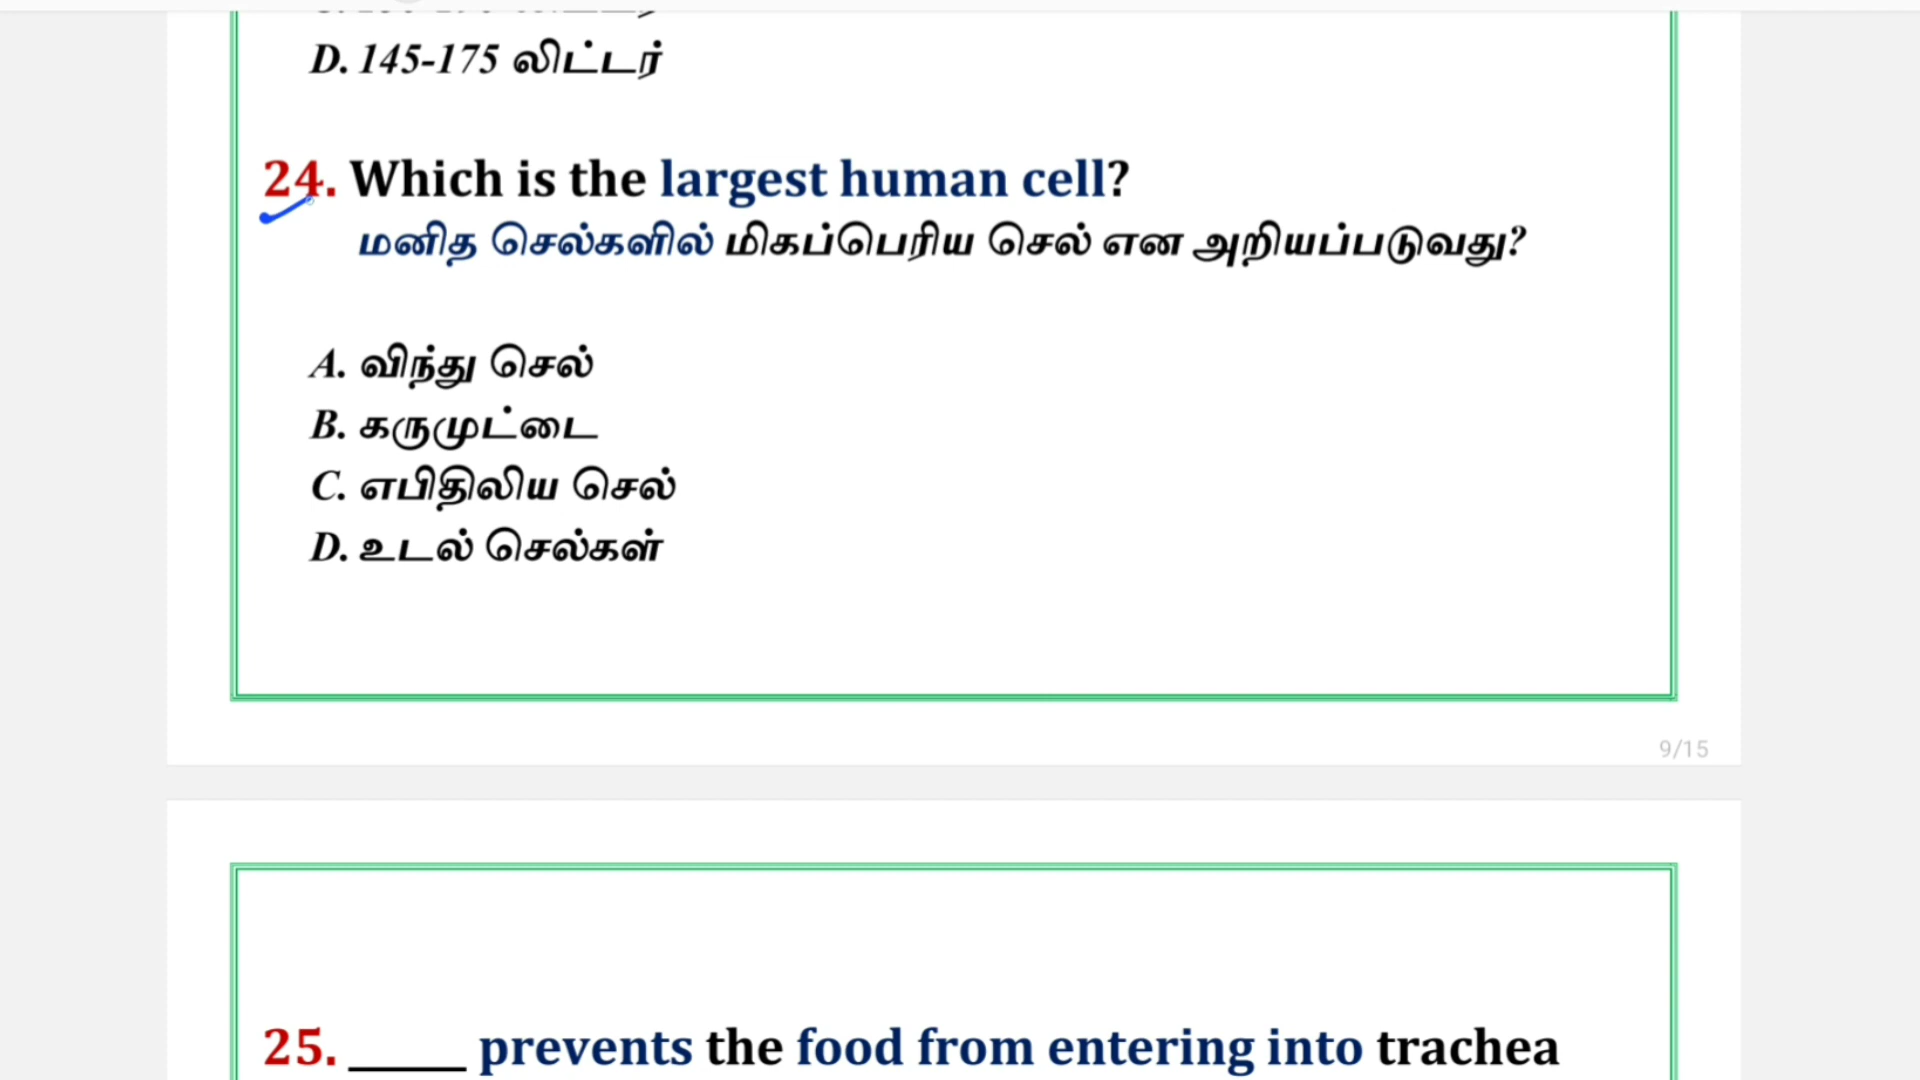 D. 145-175 லிட்டர்
24. Which is the largest human cell?
மனித செல்களில் மிகப்பெரிய செல் என அறியப்படுவது?
A. விந்து செல்
B. கருமுட்டை
C. எபிதிலிய செல்
D. உடல் செல்கள்
9/15
25. _____ prevents the food from entering into trachea